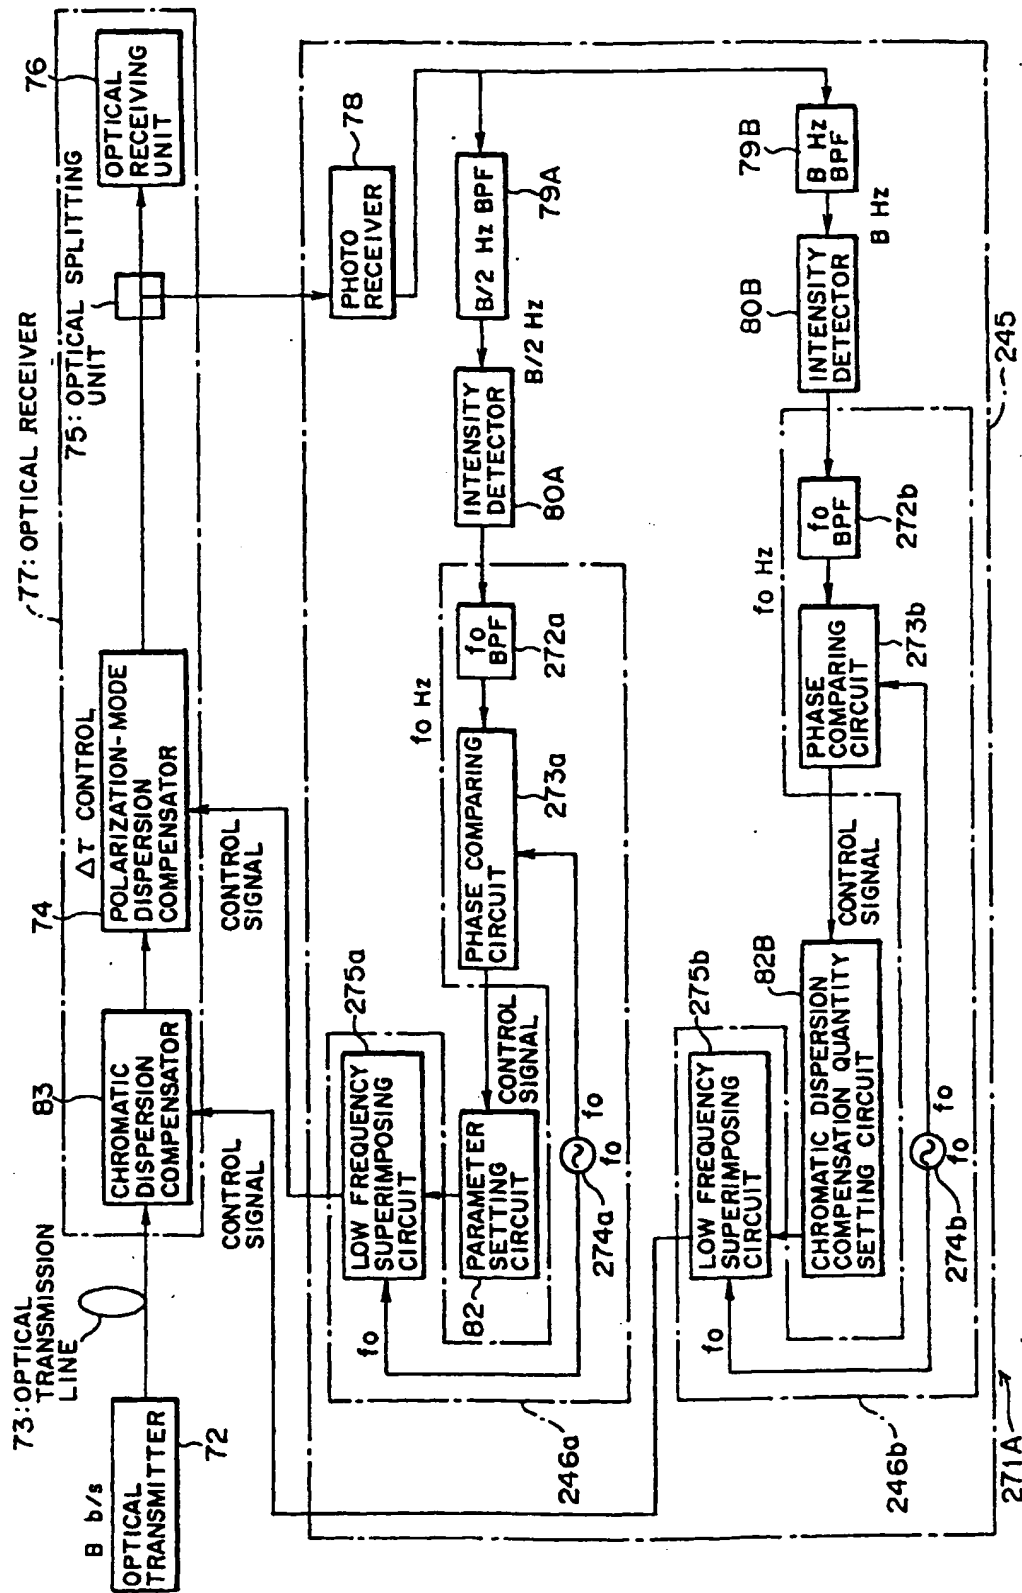 B b/s
OPTICAL
TRANSMITTER
72
73:OPTICAL
TRANSMISSION
LINE
83
CHROMATIC
DISPERSION
COMPENSATOR
CONTROL
SIGNAL
74
Δτ CONTROL
POLARIZATION-MODE
DISPERSION
COMPENSATOR
CONTROL
SIGNAL
77:OPTICAL RECEIVER
75:OPTICAL SPLITTING
UNIT
76
OPTICAL
RECEIVING
UNIT
PHOTO
RECEIVER
78
B/2 Hz BPF
79A
B/2 Hz
INTENSITY
DETECTOR
80A
fo Hz
fo
BPF
272a
PHASE COMPARING
CIRCUIT
273a
CONTROL
SIGNAL
PARAMETER
SETTING
CIRCUIT
82
LOW FREQUENCY
SUPERIMPOSING
CIRCUIT
275a
fo
fo
fo
274a
246a
B Hz
BPF
79B
B Hz
INTENSITY
DETECTOR
80B
fo Hz
fo
BPF
272b
PHASE COMPARING
CIRCUIT
273b
CONTROL
SIGNAL
82B
CHROMATIC DISPERSION
COMPENSATION QUANTITY
SETTING CIRCUIT
LOW FREQUENCY
SUPERIMPOSING
CIRCUIT
275b
fo
fo
fo
274b
246b
245
271A